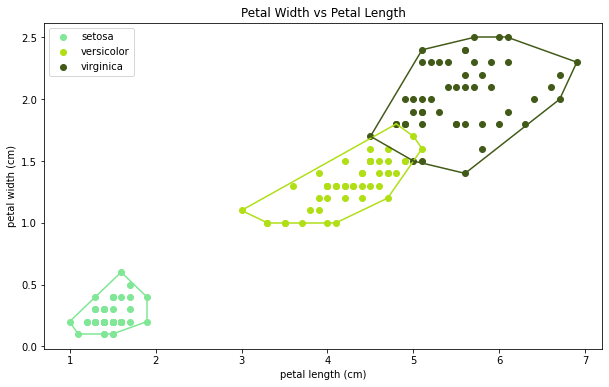 Petal Width vs Petal Length
setosa
versicolor
virginica
petal width (cm)
2.5
2.0
1.5
1.0
0.5
0.0
1
2
3
4
5
6
7
petal length (cm)